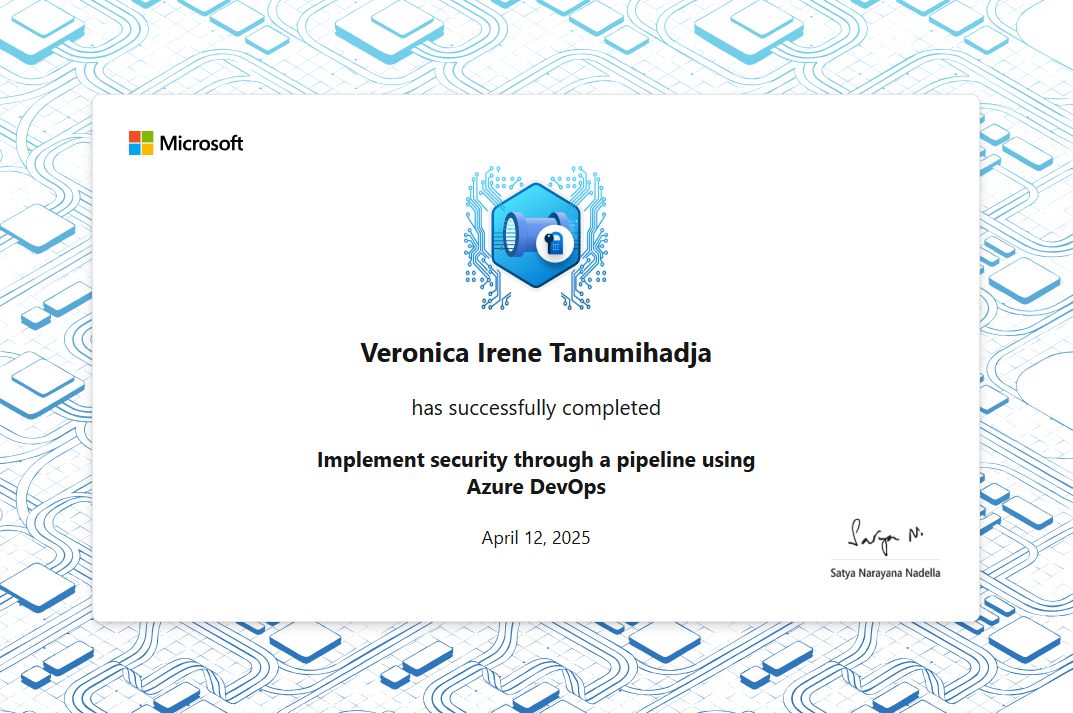 Microsoft
Veronica Irene Tanumihadja
has successfully completed
Implement security through a pipeline using
Azure DevOps
April 12, 2025
Satya N.
Satya Narayana Nadella